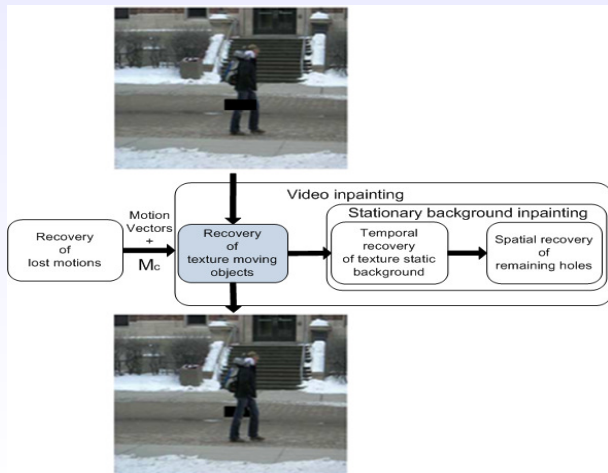 Video inpainting
Stationary background inpainting
Recovery
of
lost motions
Motion
Vectors
+
Mc
Recovery
of
texture moving
objects
Temporal
recovery
of texture static
background
Spatial recovery
of
remaining holes